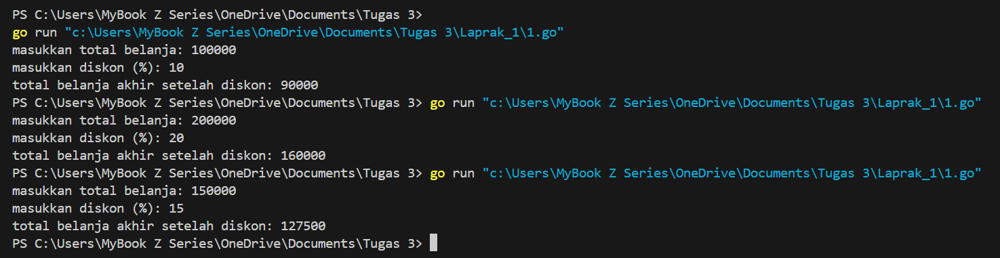 PS C:\Users\MyBook Z Series\OneDrive\Documents\Tugas 3>
go run "c:\Users\MyBook Z Series\OneDrive\Documents\Tugas 3\Laprak_1\1.go"
masukkan total belanja: 100000
masukkan diskon (%): 10
total belanja akhir setelah diskon: 90000
PS C:\Users\MyBook Z Series\OneDrive\Documents\Tugas 3> go run "c:\Users\MyBook Z Series\OneDrive\Documents\Tugas 3\Laprak_1\1.go"
masukkan total belanja: 200000
masukkan diskon (%): 20
total belanja akhir setelah diskon: 160000
PS C:\Users\MyBook Z Series\OneDrive\Documents\Tugas 3> go run "c:\Users\MyBook Z Series\OneDrive\Documents\Tugas 3\Laprak_1\1.go"
masukkan total belanja: 150000
masukkan diskon (%): 15
total belanja akhir setelah diskon: 127500
PS C:\Users\MyBook Z Series\OneDrive\Documents\Tugas 3>